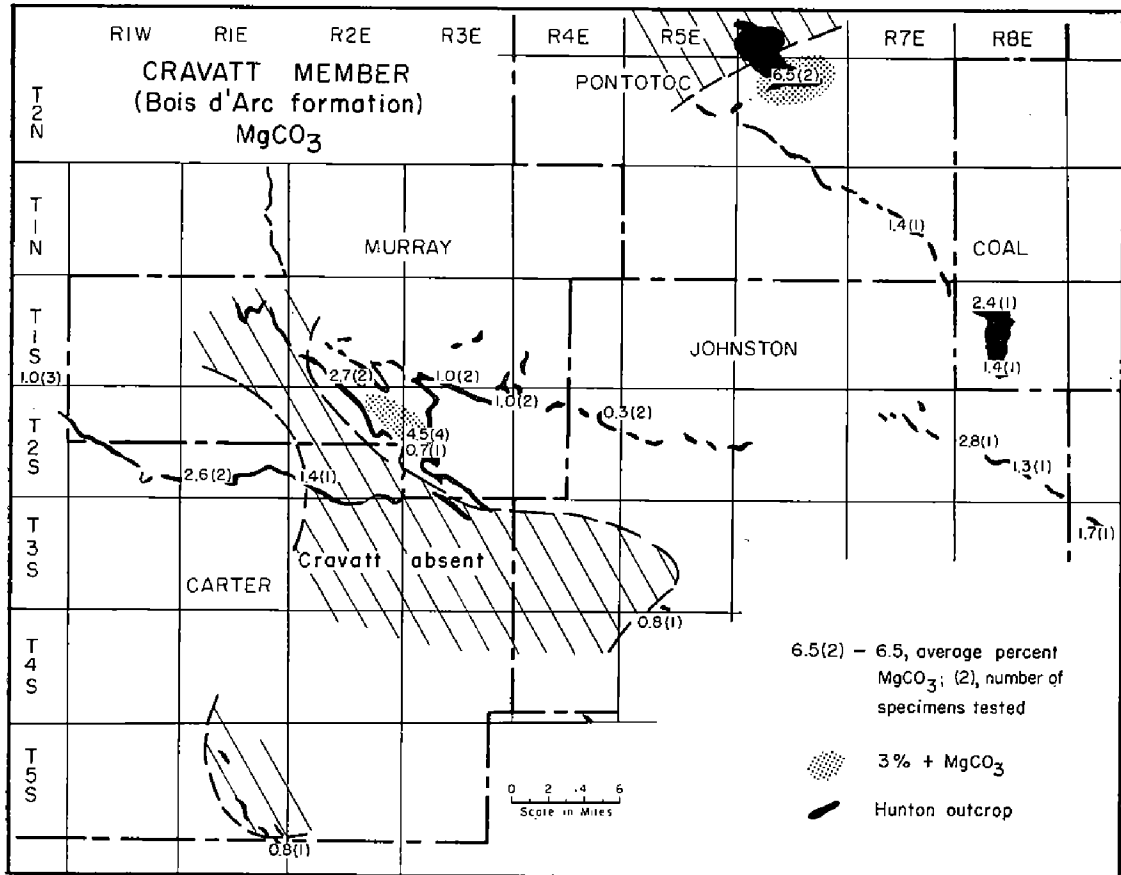 R1W R1E R2E R3E R4E R5E R7E R8E
CRAVATT MEMBER
(Bois d'Arc formation)
MgCO3
PONTOTOC
6.5(2)
T2N
T1N
MURRAY
1.4(1)
COAL
T1S
2.4(1)
JOHNSTON
1.0(3)
2.7(2)
1.0(2)
1.4(1)
1.0(2)
0.3(2)
T2S
4.5(4)
0.7(1)
2.8(1)
1.3(1)
2.6(2)
1.4(1)
1.7(1)
T3S
Cravatt absent
CARTER
0.8(1)
T4S
6.5(2) – 6.5, average percent
MgCO3; (2), number of
specimens tested
T5S
3% + MgCO3
0 2 4 6
Scale in Miles
Hunton outcrop
0.8(1)